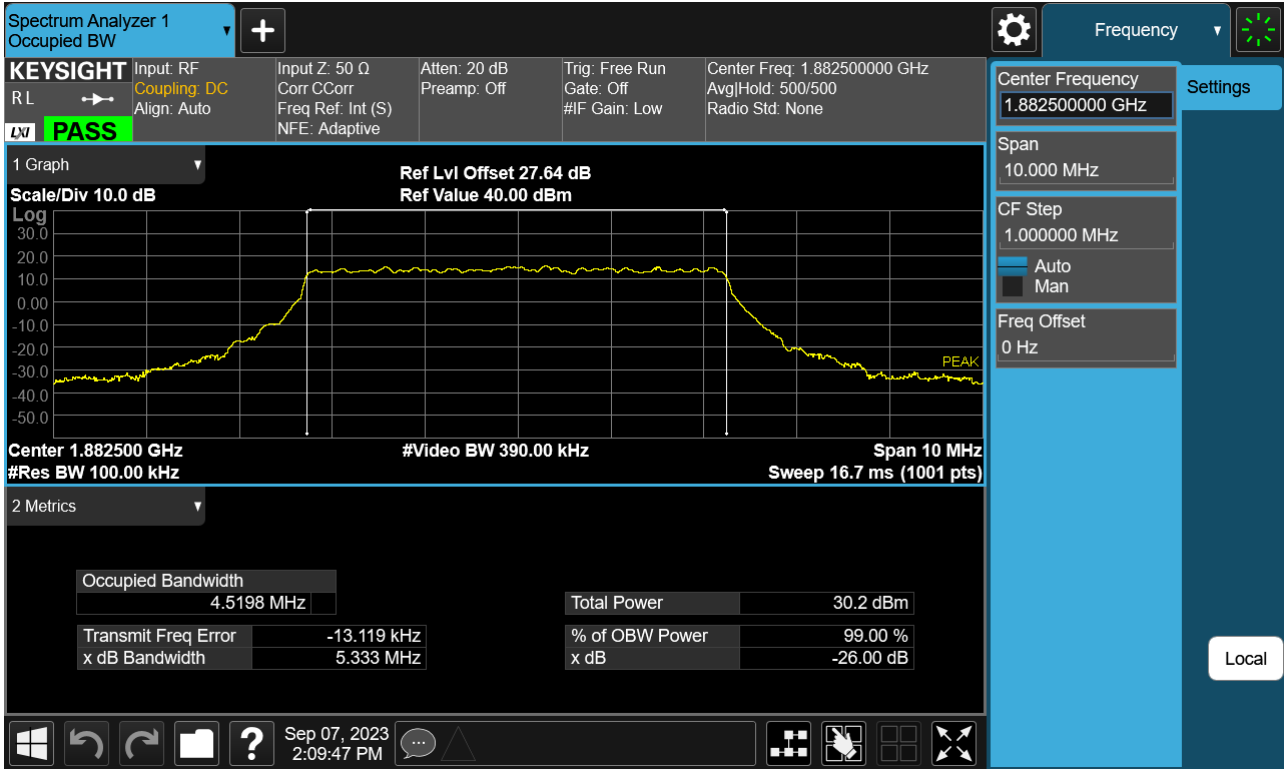 Spectrum Analyzer 1
Occupied BW
Frequency
KEYSIGHT
R L
LXI
PASS
Input: RF
Coupling: DC
Align: Auto
Input Z: 50 Ω
Corr CCorr
Freq Ref: Int (S)
NFE: Adaptive
Atten: 20 dB
Preamp: Off
Trig: Free Run
Gate: Off
#IF Gain: Low
Center Freq: 1.882500000 GHz
Avg|Hold: 500/500
Radio Std: None
Center Frequency
1.882500000 GHz
Settings
Span
10.000 MHz
CF Step
1.000000 MHz
Auto
Man
Freq Offset
0 Hz
1 Graph
Scale/Div 10.0 dB
Ref Lvl Offset 27.64 dB
Ref Value 40.00 dBm
Log
30.0
20.0
10.0
0.00
-10.0
-20.0
-30.0
-40.0
-50.0
PEAK
Center 1.882500 GHz
#Video BW 390.00 kHz
Span 10 MHz
#Res BW 100.00 kHz
Sweep 16.7 ms (1001 pts)
2 Metrics
Occupied Bandwidth
4.5198 MHz
Total Power 30.2 dBm
Transmit Freq Error -13.119 kHz
% of OBW Power 99.00 %
x dB Bandwidth 5.333 MHz
x dB -26.00 dB
Local
Sep 07, 2023
2:09:47 PM